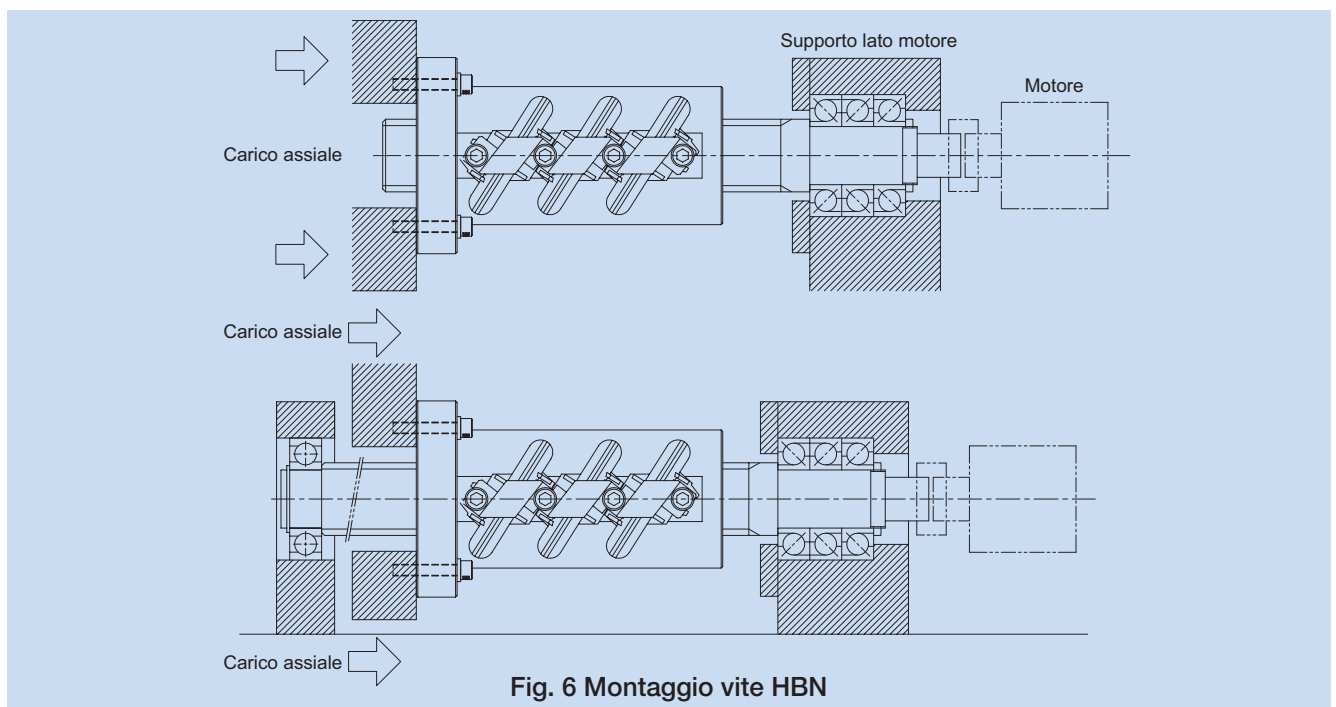 Supporto lato motore
Motore
Carico assiale
Carico assiale
Carico assiale
Fig. 6 Montaggio vite HBN